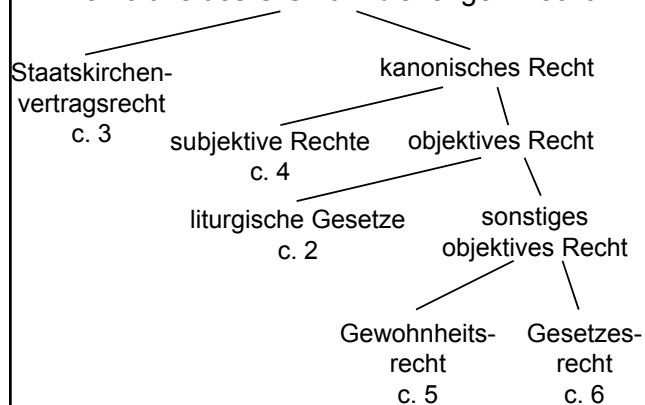 Staatskirchen-
vertragsrecht
c. 3
kanonisches Recht
subjektive Rechte
c. 4
objektives Recht
liturgische Gesetze
c. 2
sonstiges
objektives Recht
Gewohnheits-
recht
c. 5
Gesetzes-
recht
c. 6